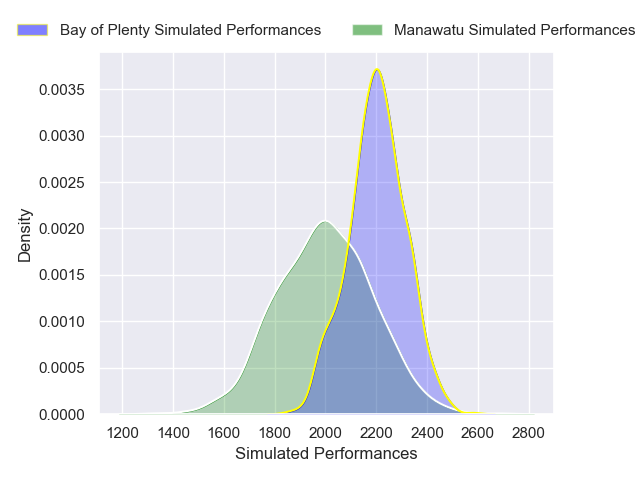 Bay of Plenty Simulated Performances
Manawatu Simulated Performances
0.0035
0.0030
0.0025
0.0020
0.0015
0.0010
0.0005
0.0000
Density
1200 1400 1600 1800 2000 2200 2400 2600 2800
Simulated Performances